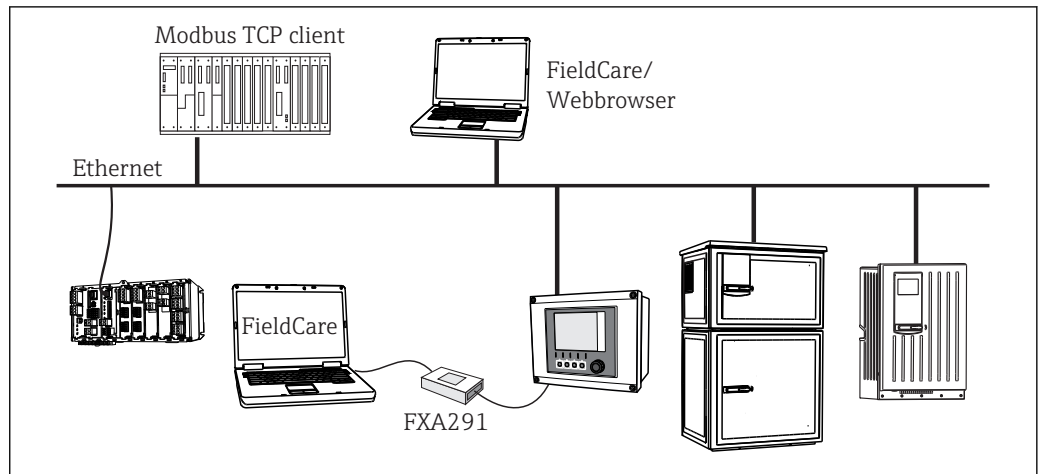 Modbus TCP client
FieldCare/
Webbrowser
Ethernet
FieldCare
FXA291